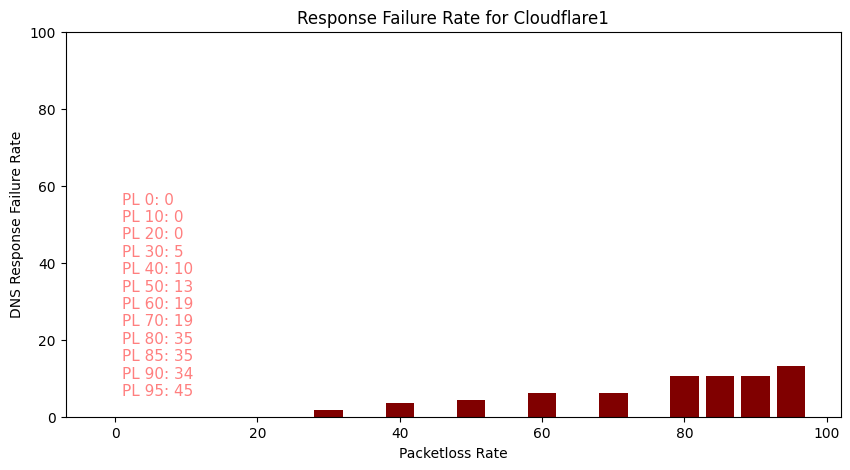 Response Failure Rate for Cloudflare1
100
80
60
40
20
0
DNS Response Failure Rate
PL 0: 0
PL 10: 0
PL 20: 0
PL 30: 5
PL 40: 10
PL 50: 13
PL 60: 19
PL 70: 19
PL 80: 35
PL 85: 35
PL 90: 34
PL 95: 45
0 20 40 60 80 100
Packetloss Rate